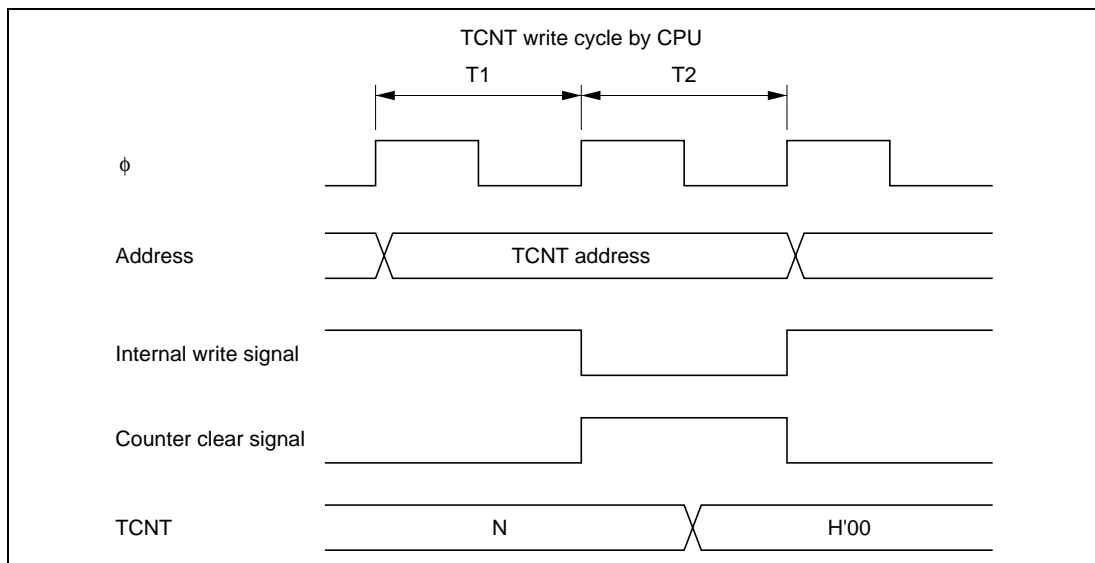 TCNT write cycle by CPU
T1 T2
ϕ
Address TCNT address
Internal write signal
Counter clear signal
TCNT N H'00